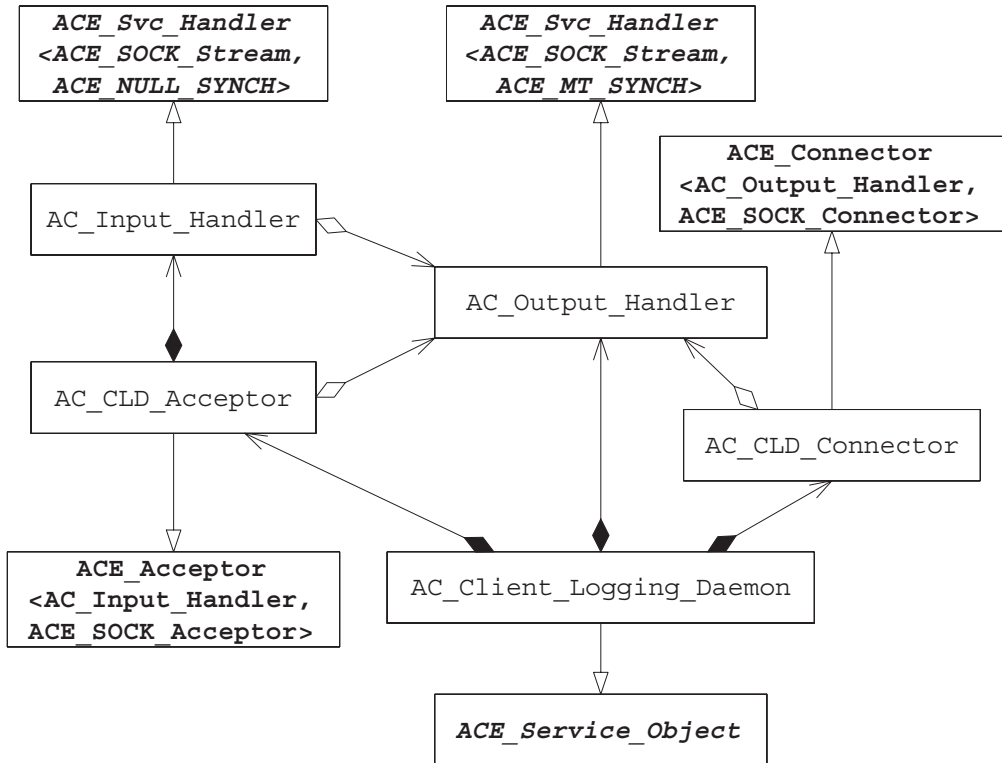 ACE_Svc_Handler
<ACE_SOCK_Stream,
ACE_NULL_SYNCH>
ACE_Svc_Handler
<ACE_SOCK_Stream,
ACE_MT_SYNCH>
ACE_Connector
<AC_Output_Handler,
ACE_SOCK_Connector>
AC_Input_Handler
AC_Output_Handler
AC_CLD_Acceptor
AC_CLD_Connector
ACE_Acceptor
<AC_Input_Handler,
ACE_SOCK_Acceptor>
AC_Client_Logging_Daemon
ACE_Service_Object